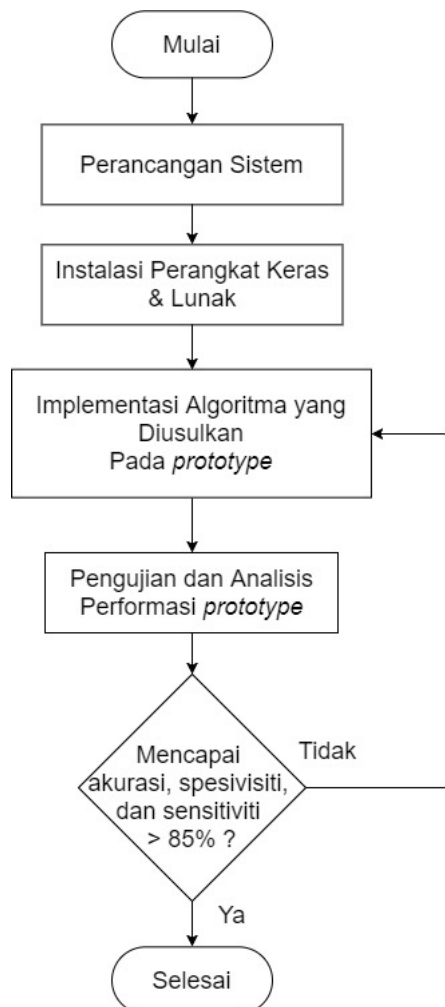 Mulai
Perancangan Sistem
Instalasi Perangkat Keras
& Lunak
Implementasi Algoritma yang
Diusulkan
Pada prototype
Pengujian dan Analisis
Performasi prototype
Mencapai
akurasi, spesivisiti,
dan sensitiviti
> 85% ?
Tidak
Ya
Selesai